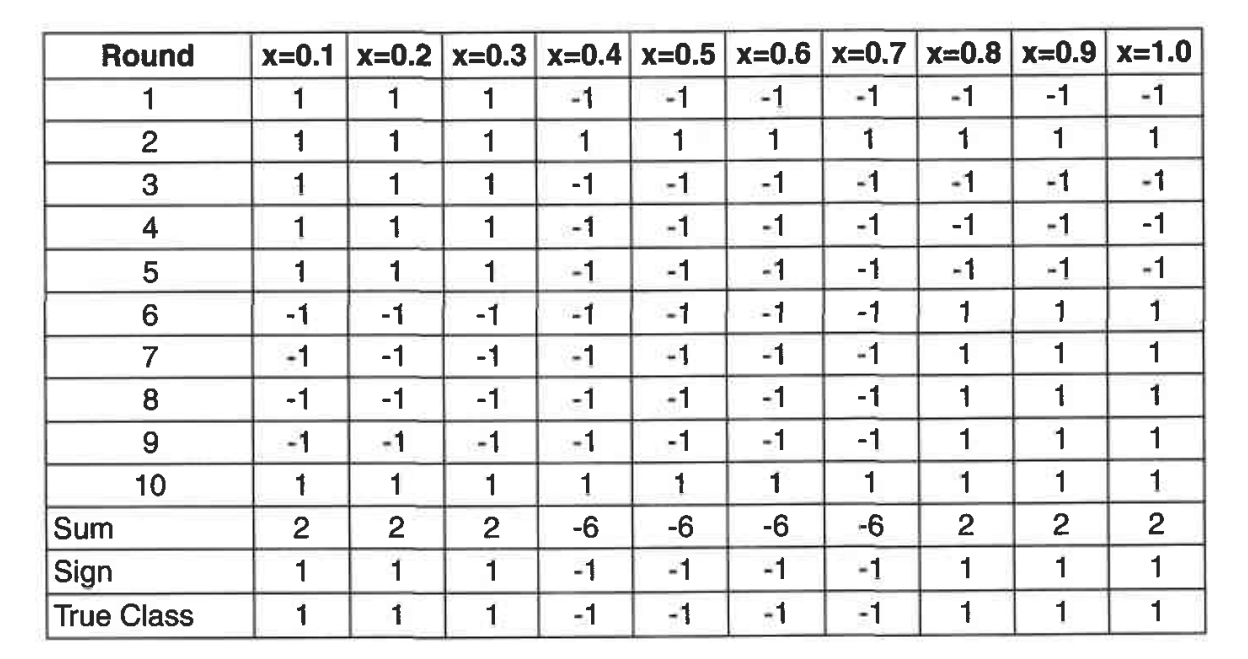 Round x=0.1 x=0.2 x=0.3 x=0.4 x=0.5 x=0.6 x=0.7 x=0.8 x=0.9 x=1.0
1 1 1 1 -1 -1 -1 -1 -1 -1 -1
2 1 1 1 1 1 1 1 1 1 1
3 1 1 1 -1 -1 -1 -1 -1 -1 -1
4 1 1 1 -1 -1 -1 -1 -1 -1 -1
5 1 1 1 -1 -1 -1 -1 -1 -1 -1
6 -1 -1 -1 -1 -1 -1 -1 1 1 1
7 -1 -1 -1 -1 -1 -1 -1 1 1 1
8 -1 -1 -1 -1 -1 -1 -1 1 1 1
9 -1 -1 -1 -1 -1 -1 -1 1 1 1
10 1 1 1 1 1 1 1 1 1 1
Sum 2 2 2 -6 -6 -6 -6 2 2 2
Sign 1 1 1 -1 -1 -1 -1 1 1 1
True Class 1 1 1 -1 -1 -1 -1 1 1 1